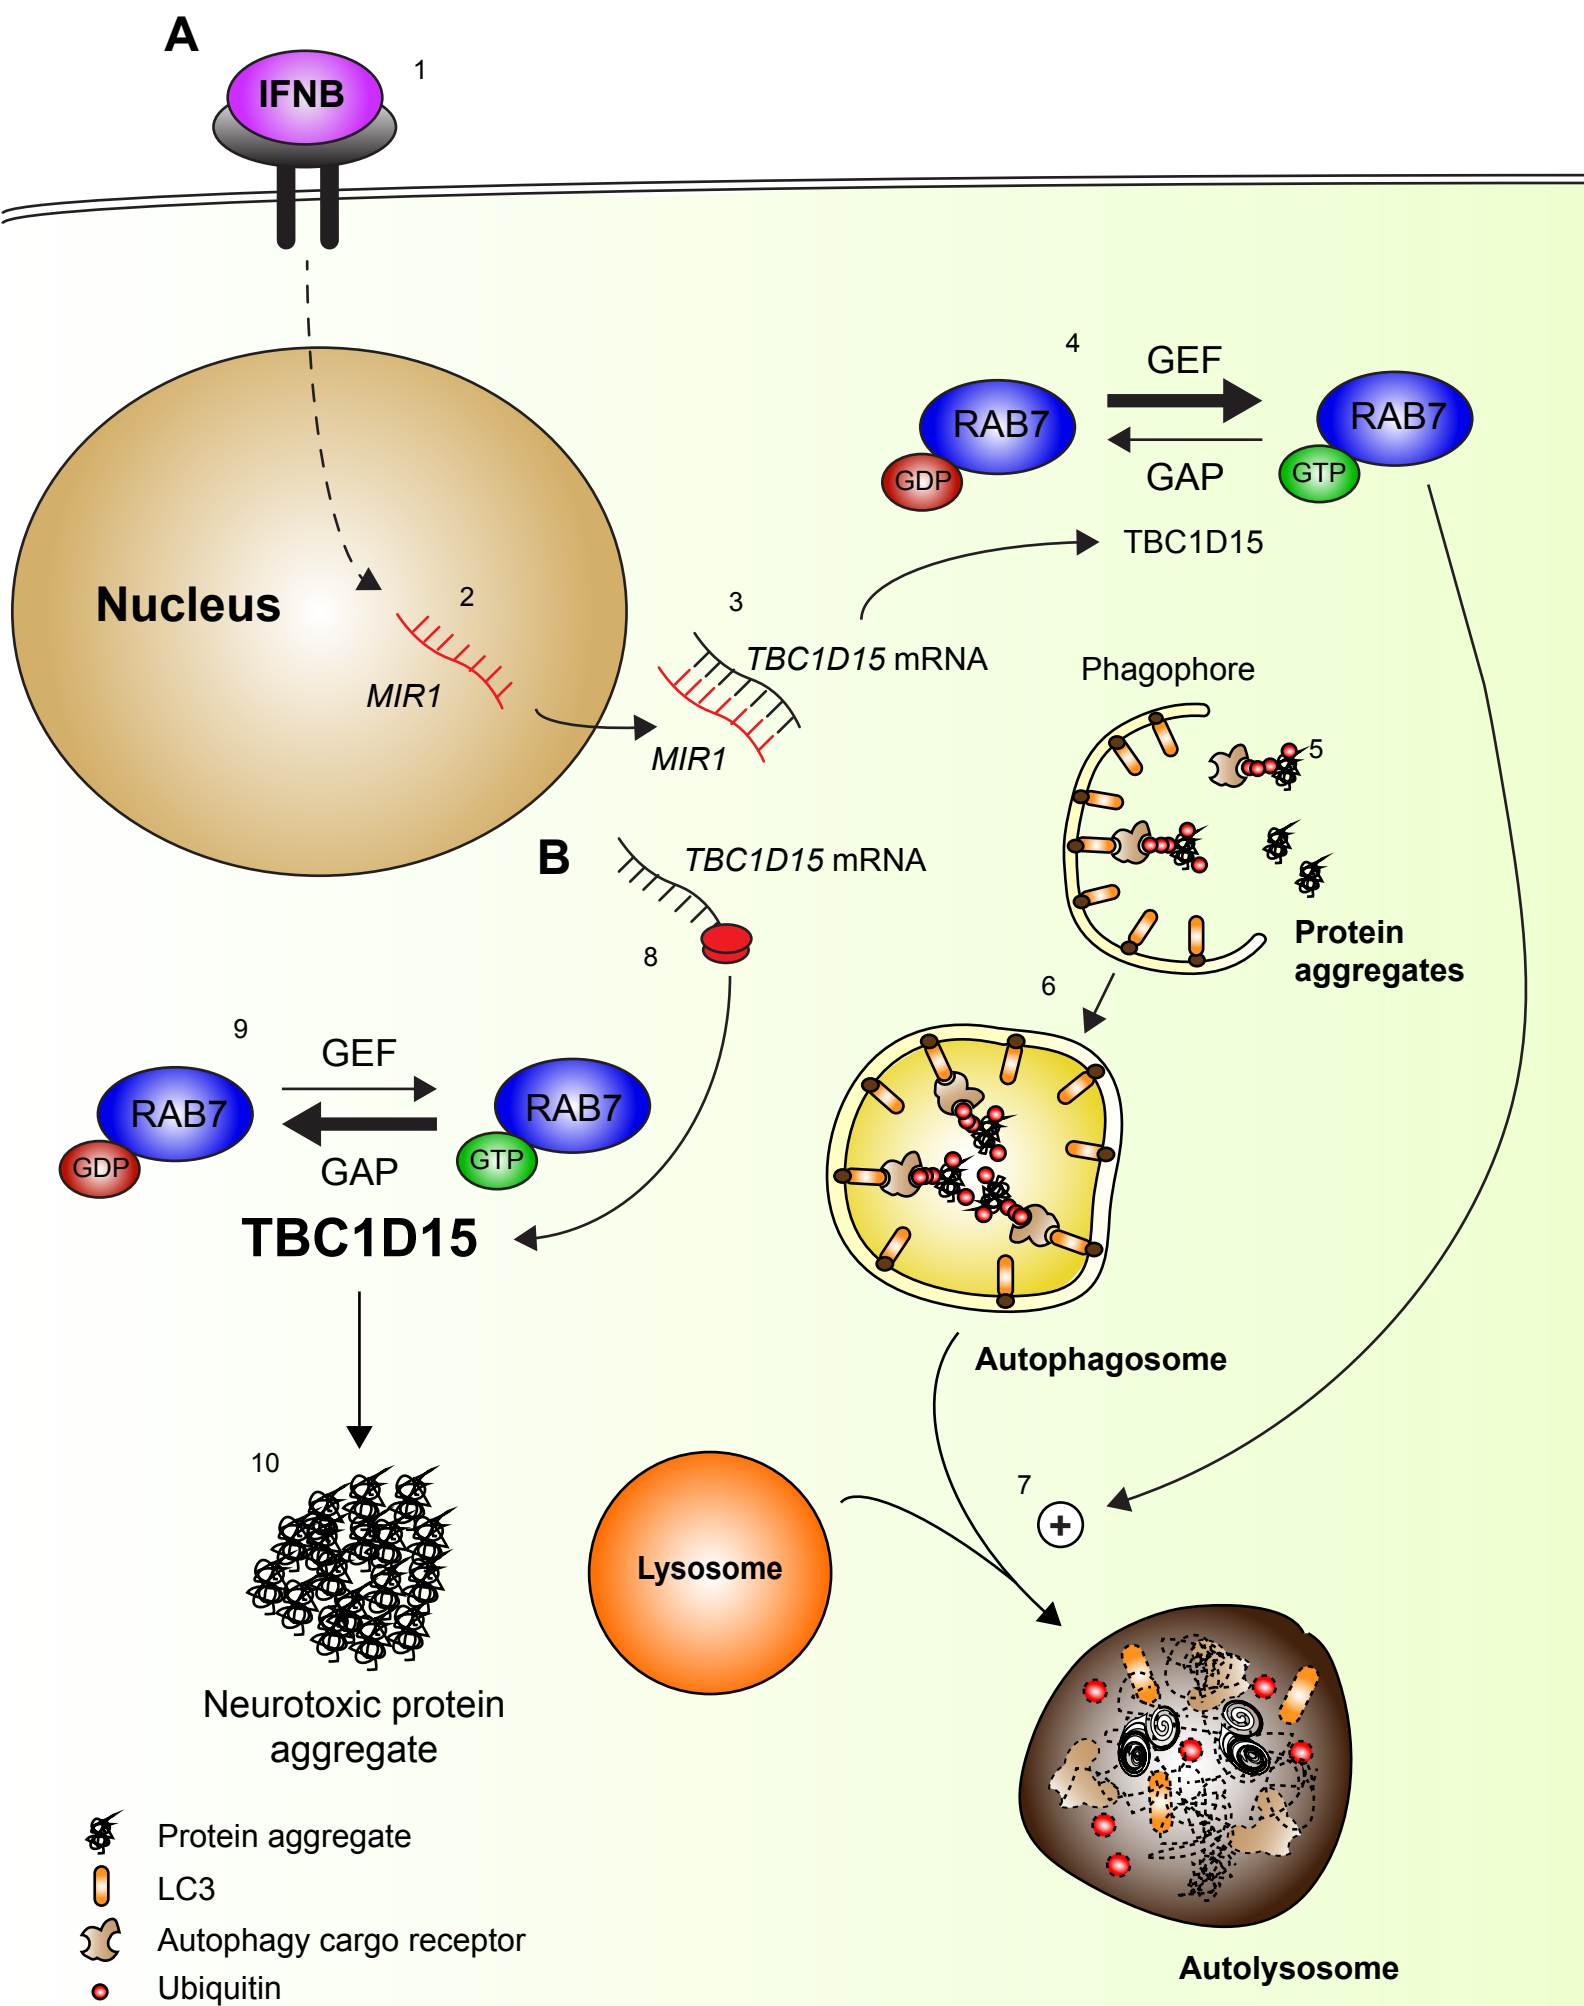 A
IFNB
1
Nucleus
2
MIR1
3
TBC1D15 mRNA
MIR1
4
GEF
RAB7
GDP
GAP
RAB7
GTP
TBC1D15
Phagophore
5
Protein
aggregates
6
Autophagosome
B
TBC1D15 mRNA
8
9
GEF
RAB7
GDP
GAP
RAB7
GTP
TBC1D15
10
Neurotoxic protein
aggregate
Lysosome
7
+
Autolysosome
Protein aggregate
LC3
Autophagy cargo receptor
Ubiquitin